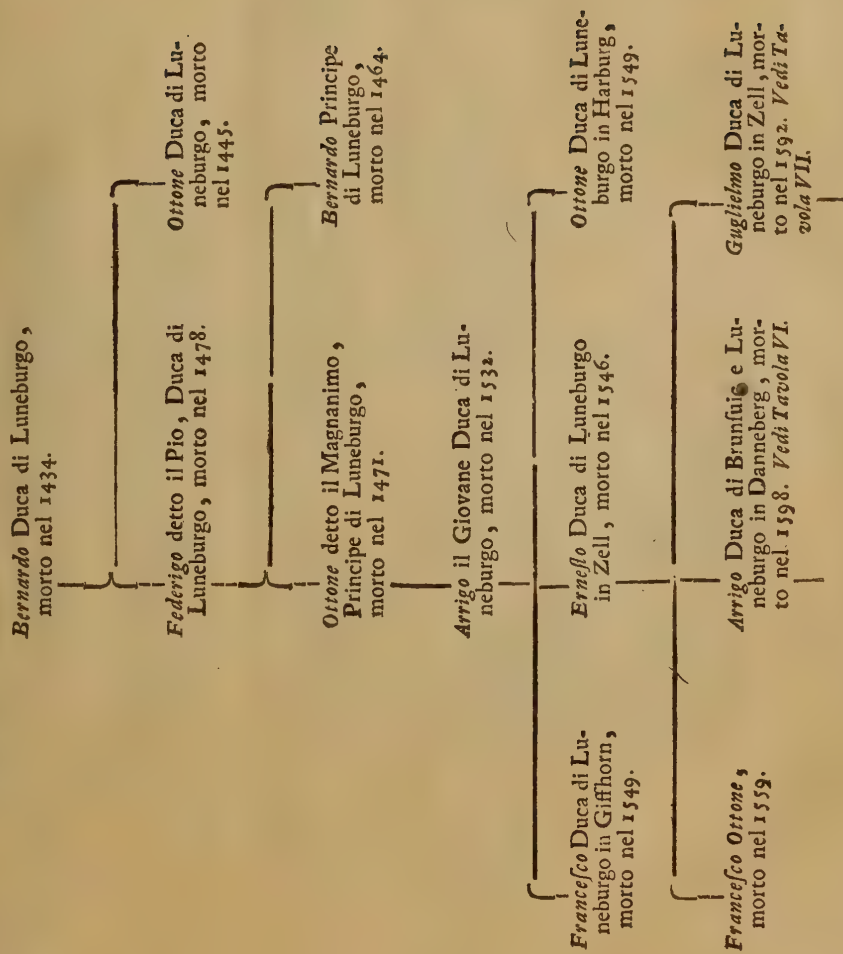 Bernardo Duca di Luneburgo,
morto nel 1434.
Federigo detto il Pio, Duca di
Luneburgo, morto nel 1478.
Ottone Duca di Lu-
neburgo, morto
nel 1445.
Ottone detto il Magnanimo,
Principe di Luneburgo,
morto nel 1471.
Bernardo Principe
di Luneburgo,
morto nel 1464.
Arrigo il Giovane Duca di Lu-
neburgo, morto nel 1532.
Franceſco Duca di Lu-
neburgo in Giffhorn,
morto nel 1549.
Erneſto Duca di Luneburgo
in Zell, morto nel 1546.
Ottone Duca di Lune-
burgo in Harburg,
morto nel 1549.
Franceſco Ottone,
morto nel 1559.
Arrigo Duca di Brunſuic e Lu-
neburgo in Danneberg, mor-
to nel 1598. Vedi Tavola VI.
Guglielmo Duca di Lu-
neburgo in Zell, mor-
to nel 1592. Vedi Ta-
vola VII.